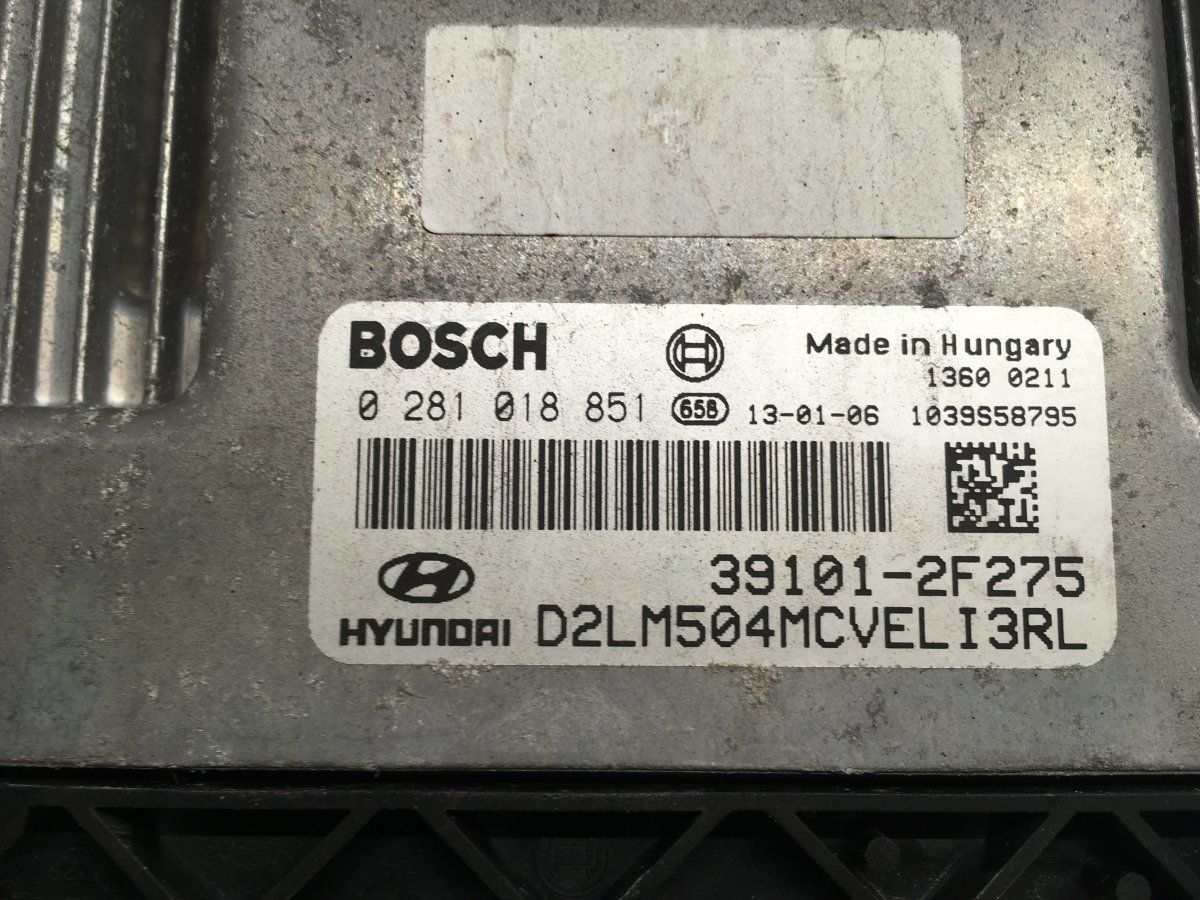 BOSCH
Made in Hungary
1360 0211
0 281 018 851 658 13-01-06 1039S58795
39101-2F275
HYUNDAI D2LM504MCVELI3RL